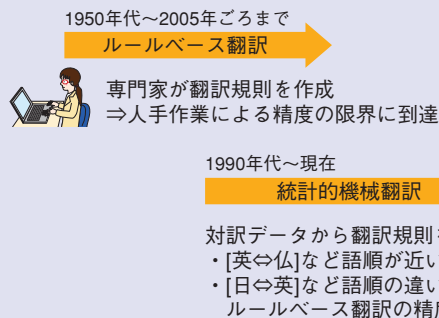 1950年代～2005年ごろまで
ルールベース翻訳
専門家が翻訳規則を作成
⇒人手作業による精度の限界に到達
1990年代～現在
統計的機械翻訳
対訳データから翻訳規則
・[英⇔仏]など語順が近い
・[日⇔英]など語順の違い
ルールベース翻訳の精度